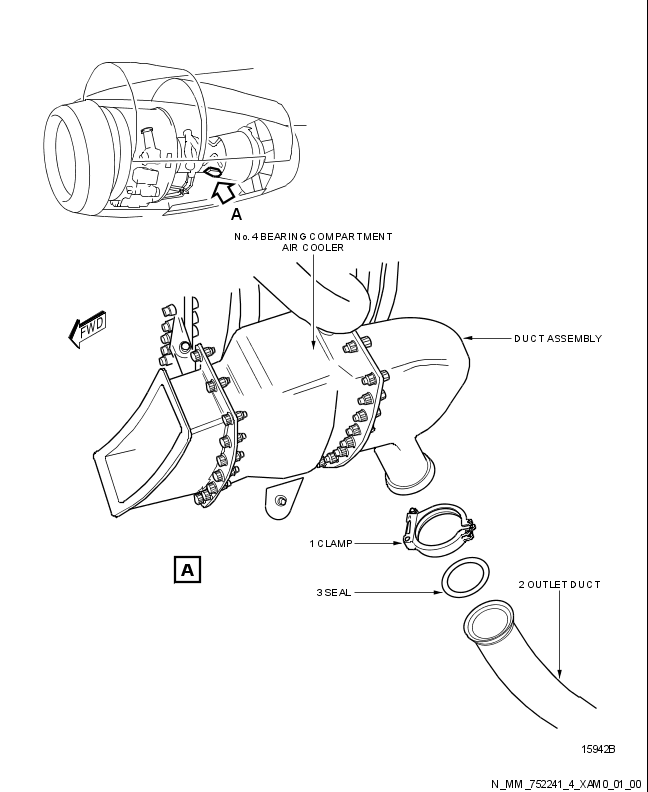 A
No. 4 BEARING COMPARTMENT
AIR COOLER
FWD
DUCT ASSEMBLY
1 CLAMP
A
3 SEAL
2 OUTLET DUCT
15942B
N_MM_752241_4_XAM0_01_00